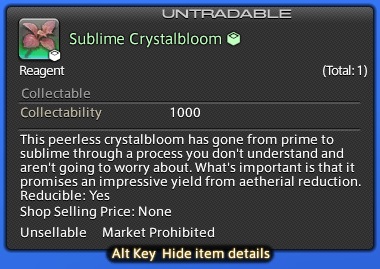 UNTRADABLE
Sublime Crystalbloom
Reagent (Total: 1)
Collectable
Collectability 1000
This peerless crystalbloom has gone from prime to
sublime through a process you don't understand and
aren't going to worry about. What's important is that it
promises an impressive yield from aetherial reduction.
Reducible: Yes
Shop Selling Price: None
Unsellable Market Prohibited
Alt Key Hide item details